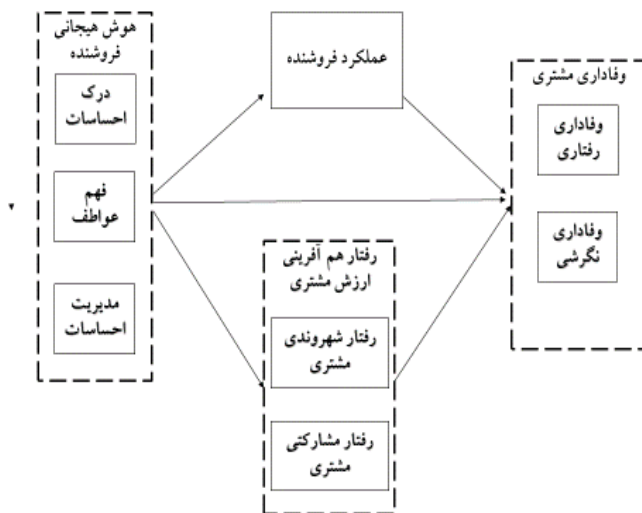 هوش هیجانی
فروشنده
درک
احساسات
فهم
عواطف
مدیریت
احساسات
عملکرد فروشنده
رفتار هم آفرینی
ارزش مشتری
رفتار شهروندی
مشتری
رفتار مشارکتی
مشتری
وفاداری مشتری
وفاداری
رفتاری
وفاداری
نگرشی